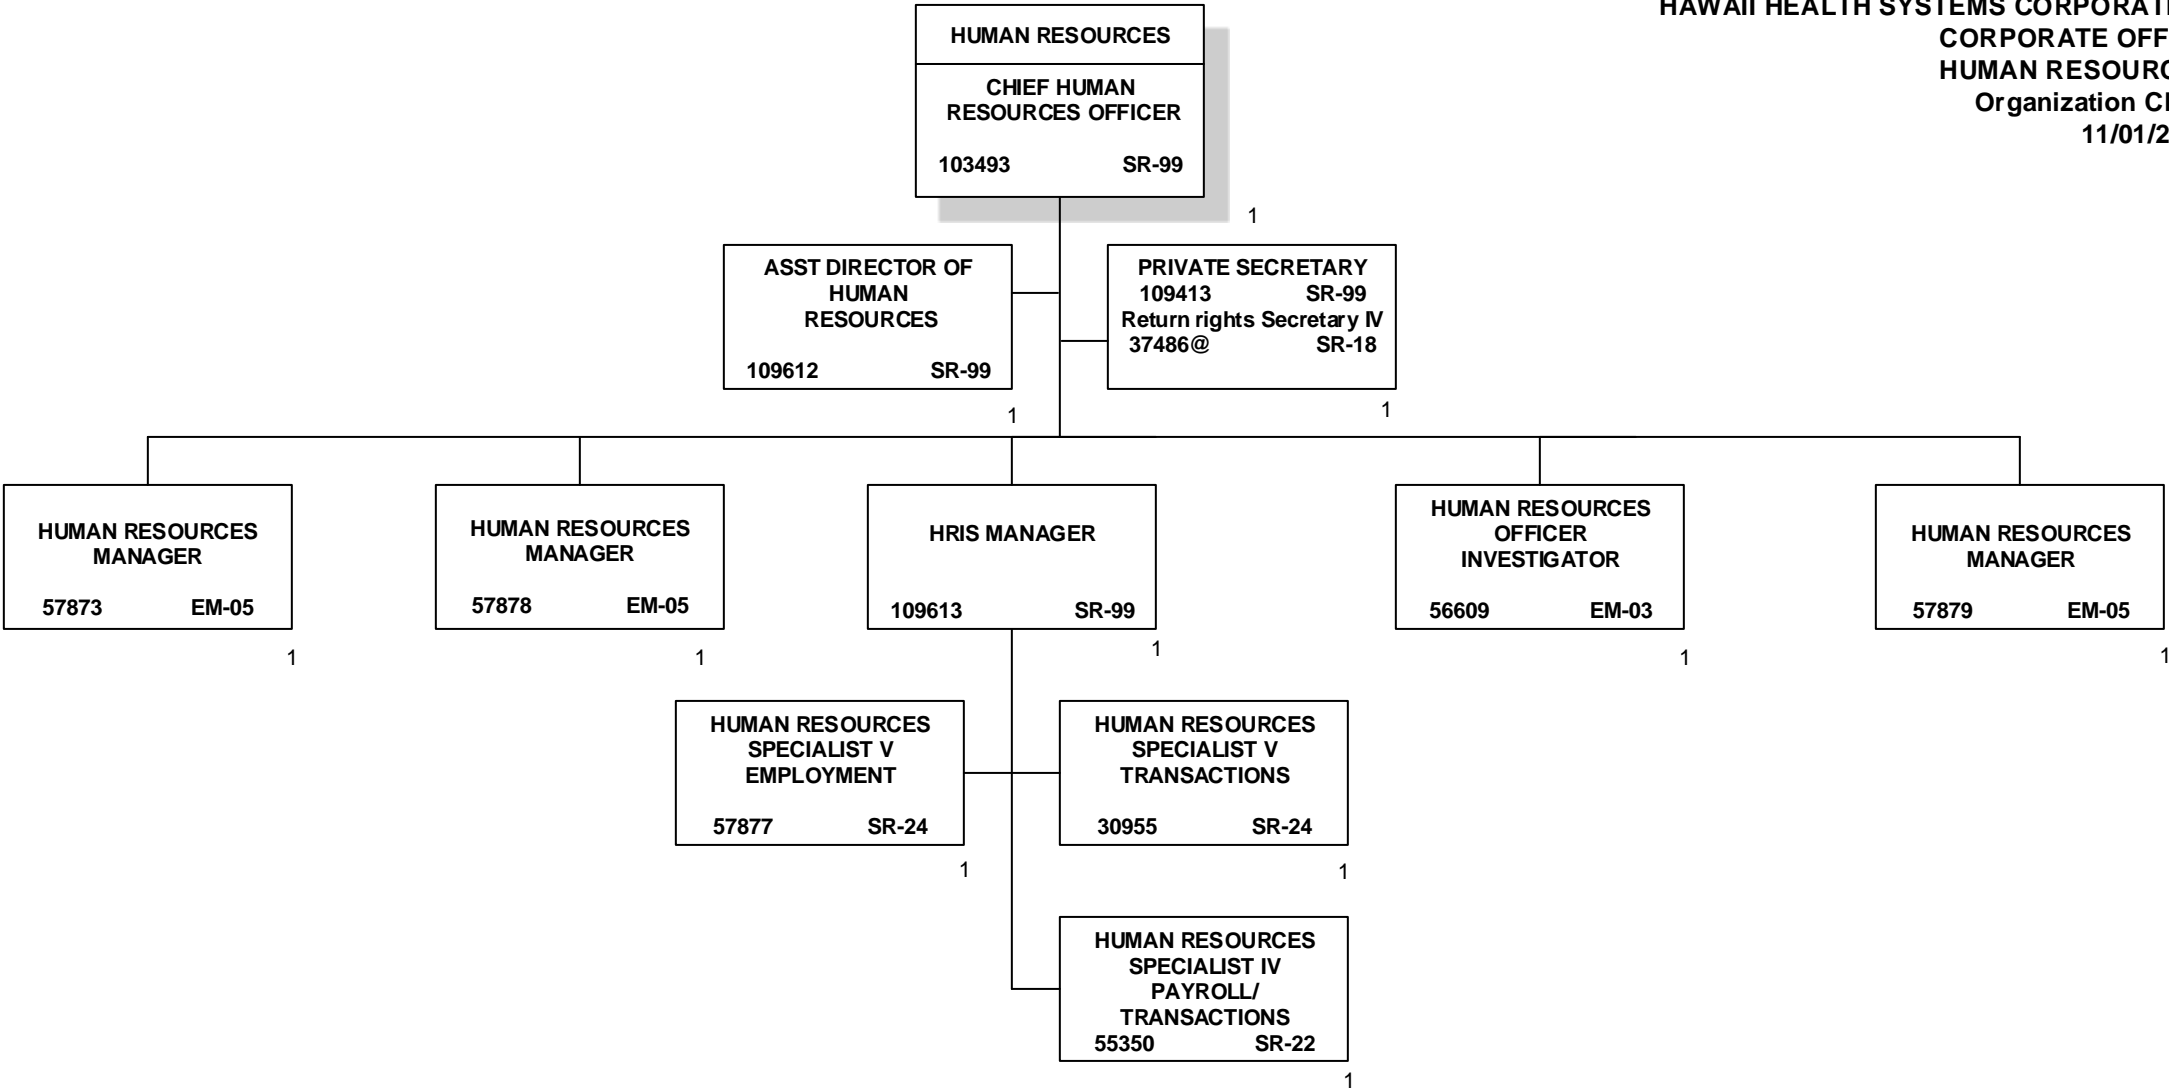 HAWAII HEALTH SYSTEMS
CORPORATE
HUMAN
Organization
11/01/2
HUMAN RESOURCES
CHIEF HUMAN
RESOURCES OFFICER
103493 SR-99
1
ASST DIRECTOR OF
HUMAN
RESOURCES
109612 SR-99
1
PRIVATE SECRETARY
109413 SR-99
Return rights Secretary IV
37486@ SR-18
1
HUMAN RESOURCES
MANAGER
57873 EM-05
1
HUMAN RESOURCES
MANAGER
57878 EM-05
1
HRIS MANAGER
109613 SR-99
1
HUMAN RESOURCES
OFFICER
INVESTIGATOR
56609 EM-03
1
HUMAN RESOURCES
MANAGER
57879 EM-05
1
HUMAN RESOURCES
SPECIALIST V
EMPLOYMENT
57877 SR-24
1
HUMAN RESOURCES
SPECIALIST V
TRANSACTIONS
30955 SR-24
1
HUMAN RESOURCES
SPECIALIST IV
PAYROLL/
TRANSACTIONS
55350 SR-22
1